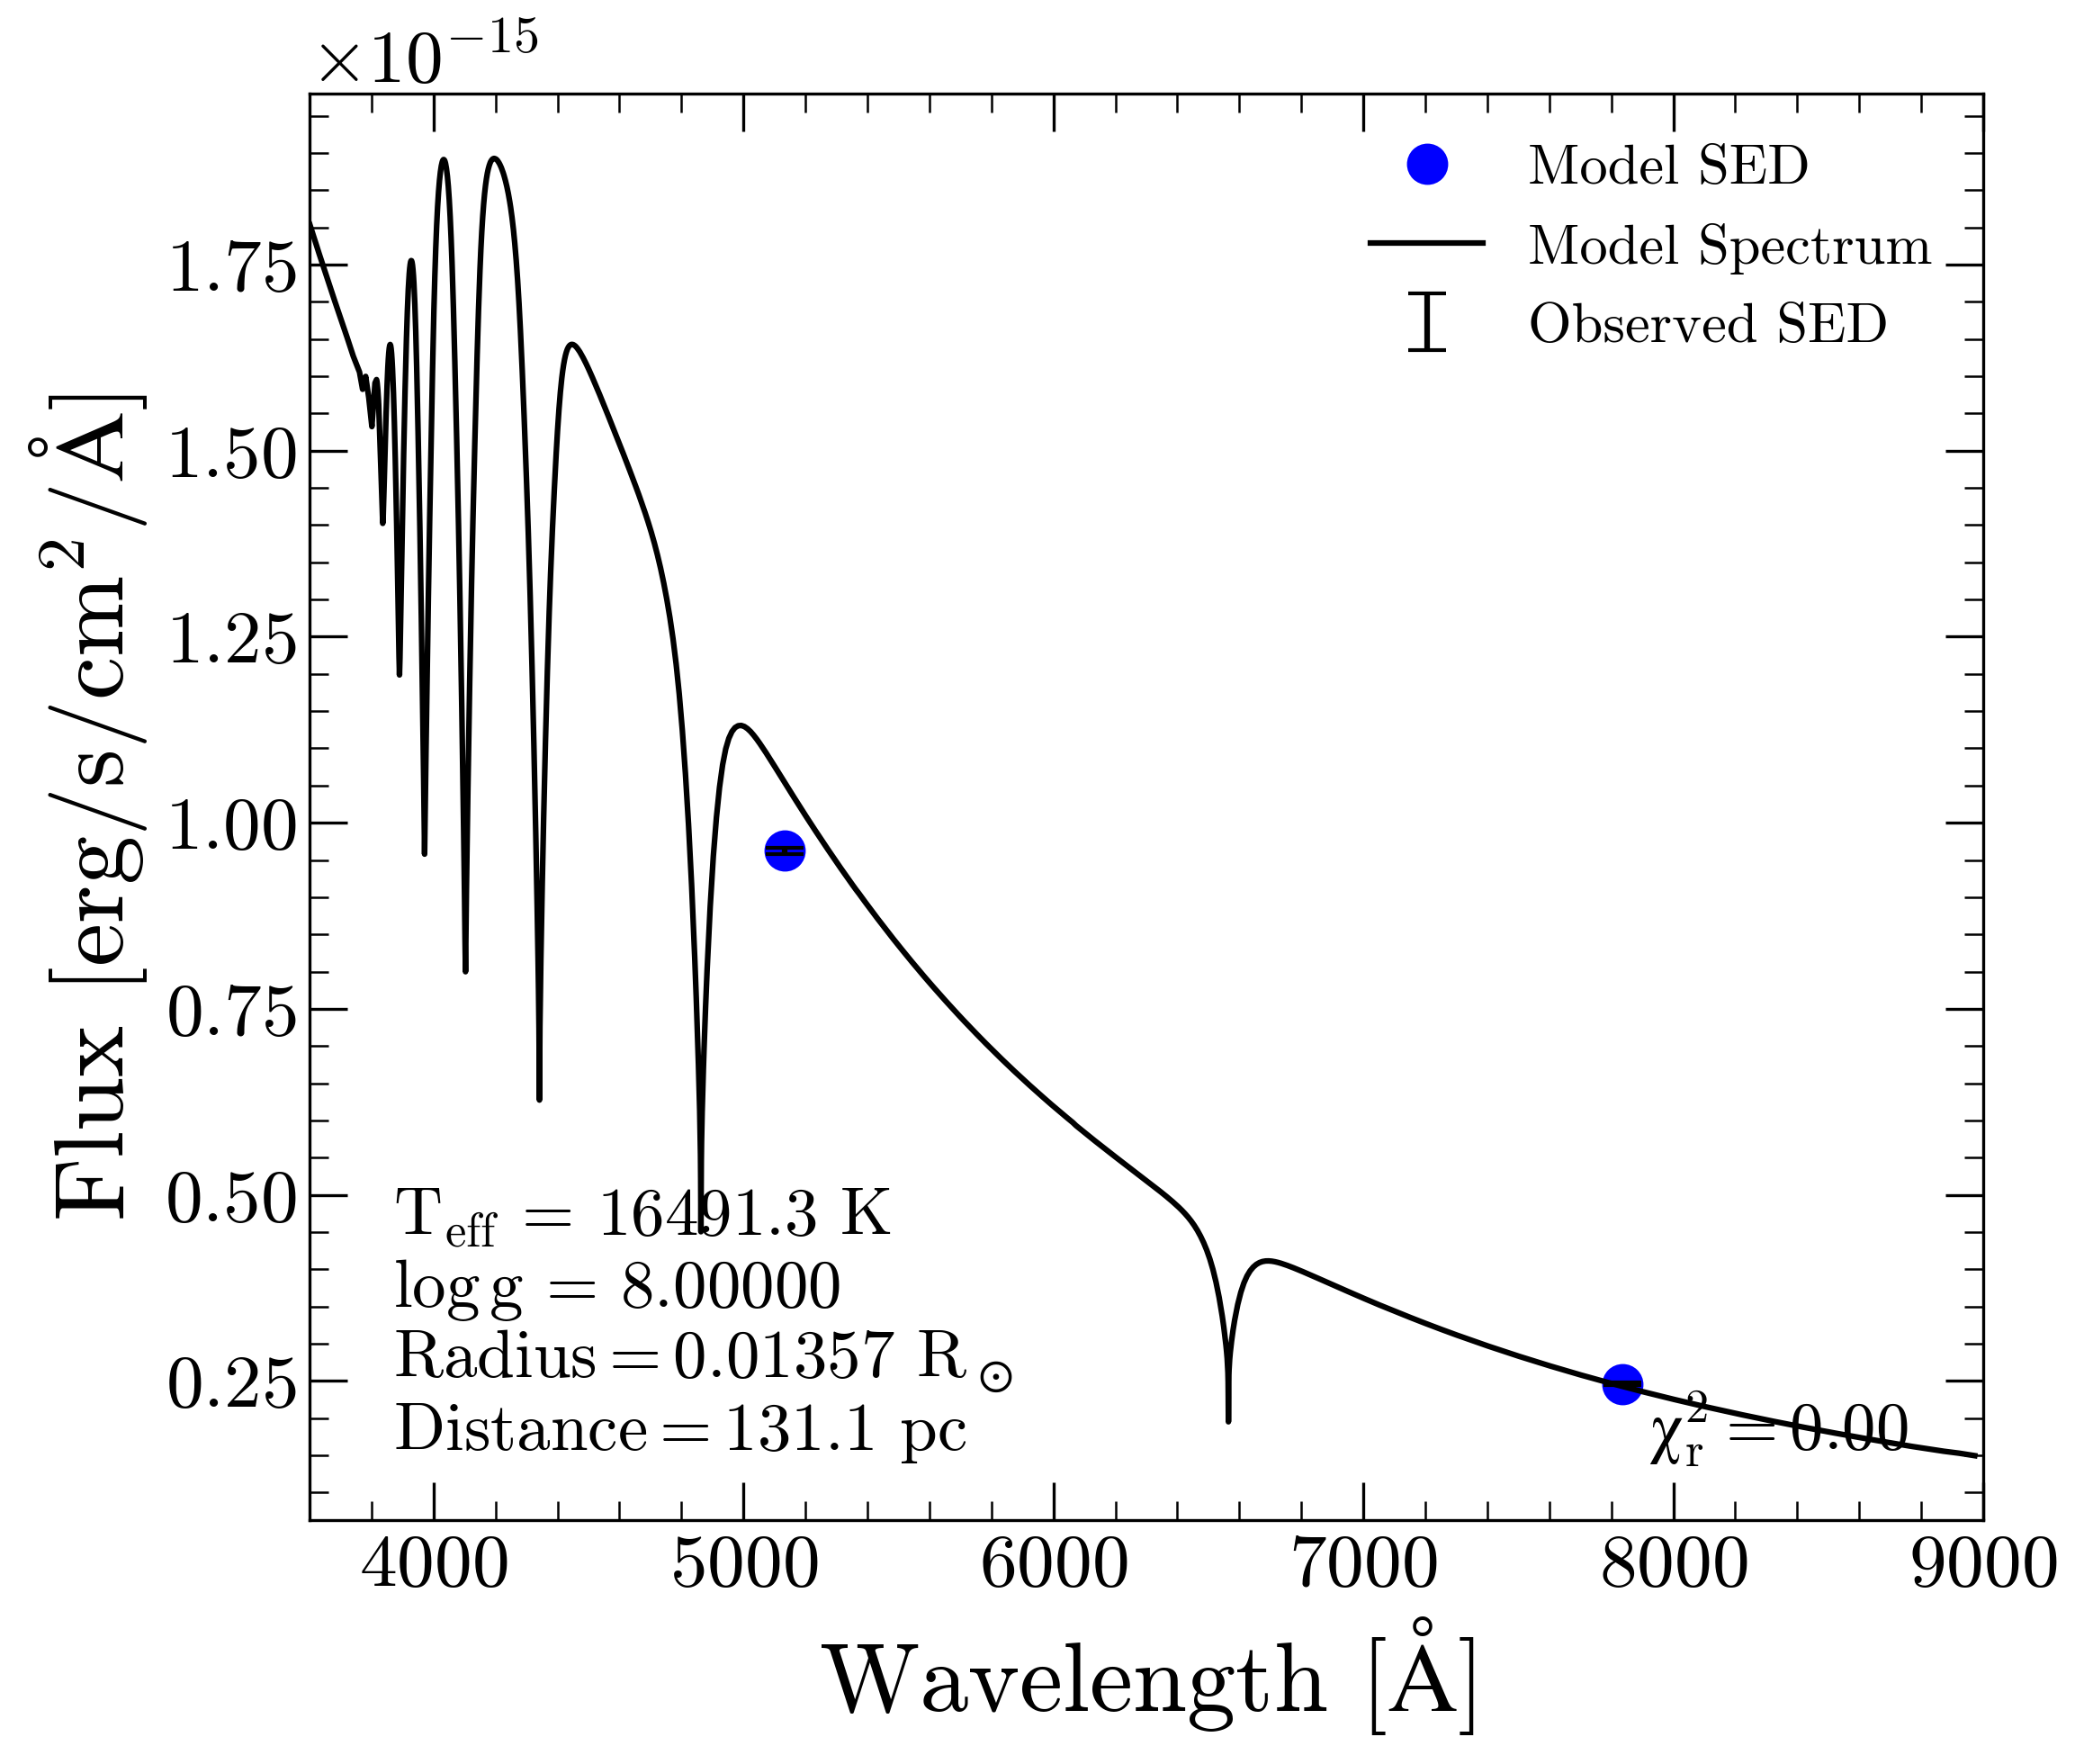 ×10⁻¹⁵
Model SED
Model Spectrum
Observed SED
Flux [erg/s/cm²/Å]
1.75
1.50
1.25
1.00
0.75
0.50
0.25
T_eff = 16491.3 K
log g = 8.00000
Radius = 0.01357 R_⊙
Distance = 131.1 pc
χ²_r = 0.00
4000 5000 6000 7000 8000 9000
Wavelength [Å]